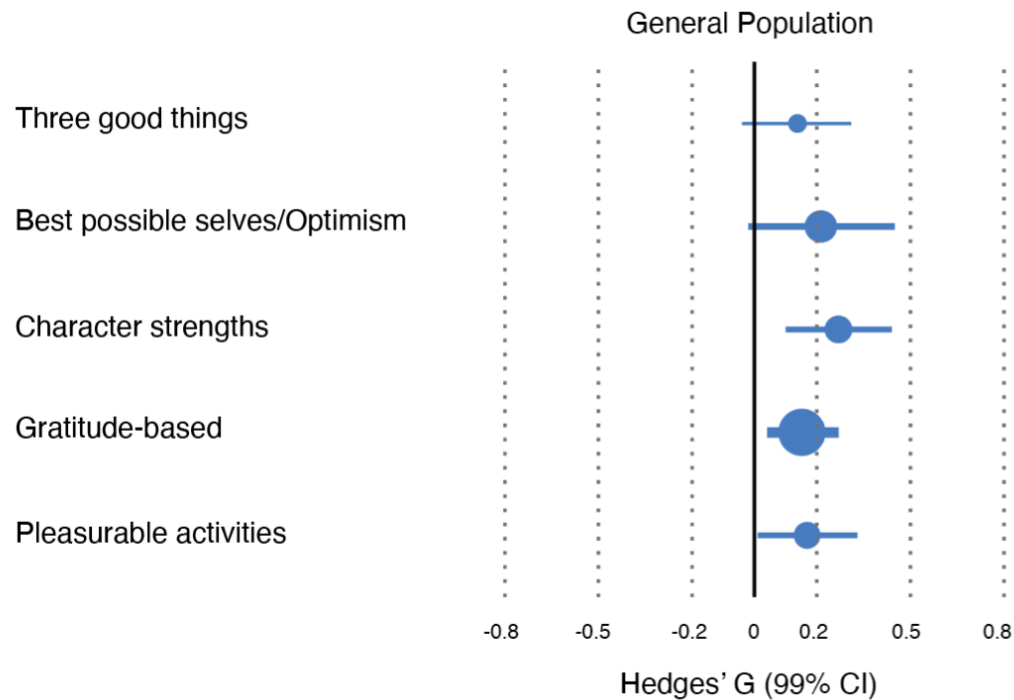 General Population
Three good things
Best possible selves/Optimism
Character strengths
Gratitude-based
Pleasurable activities
-0.8 -0.5 -0.2 0 0.2 0.5 0.8
Hedges’ G (99% CI)